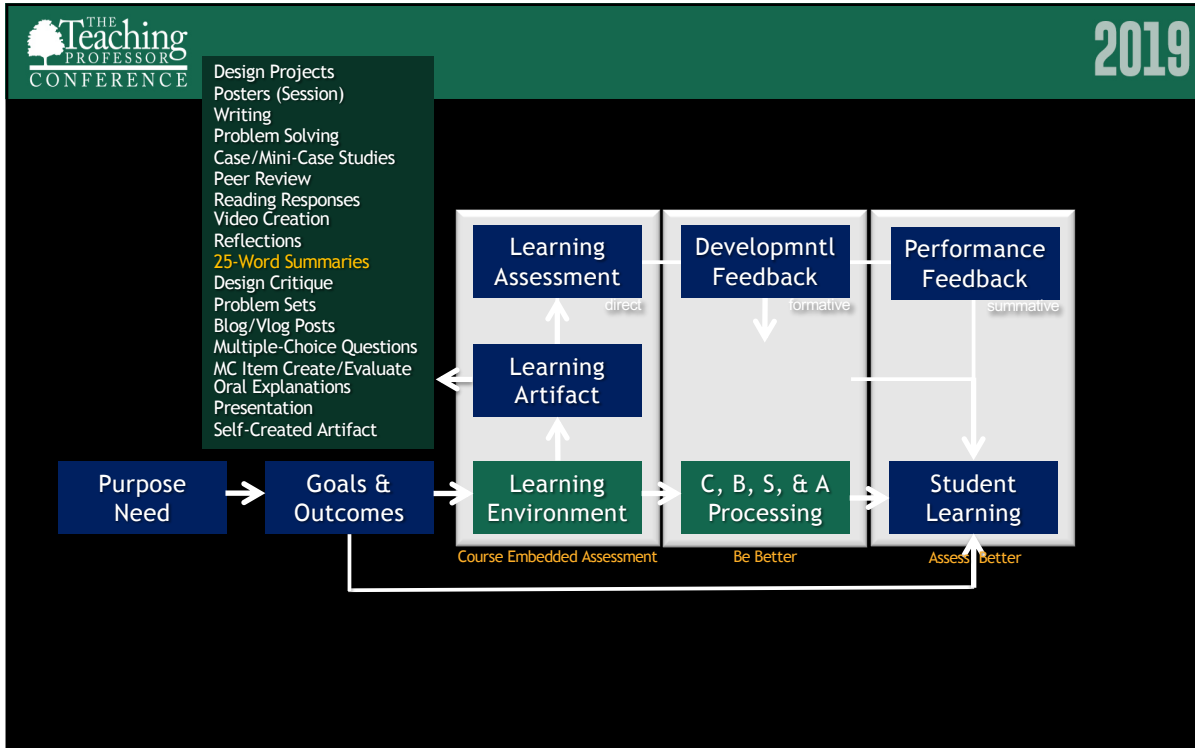 THE
Teaching
PROFESSOR
CONFERENCE
2019
Design Projects
Posters (Session)
Writing
Problem Solving
Case/Mini-Case Studies
Peer Review
Reading Responses
Video Creation
Reflections
25-Word Summaries
Design Critique
Problem Sets
Blog/Vlog Posts
Multiple-Choice Questions
MC Item Create/Evaluate
Oral Explanations
Presentation
Self-Created Artifact
Learning
Assessment
direct
Developmntl
Feedback
formative
Performance
Feedback
summative
Learning
Artifact
Purpose
Need
Goals &
Outcomes
Learning
Environment
C, B, S, & A
Processing
Student
Learning
Course Embedded Assessment
Be Better
Assess Better